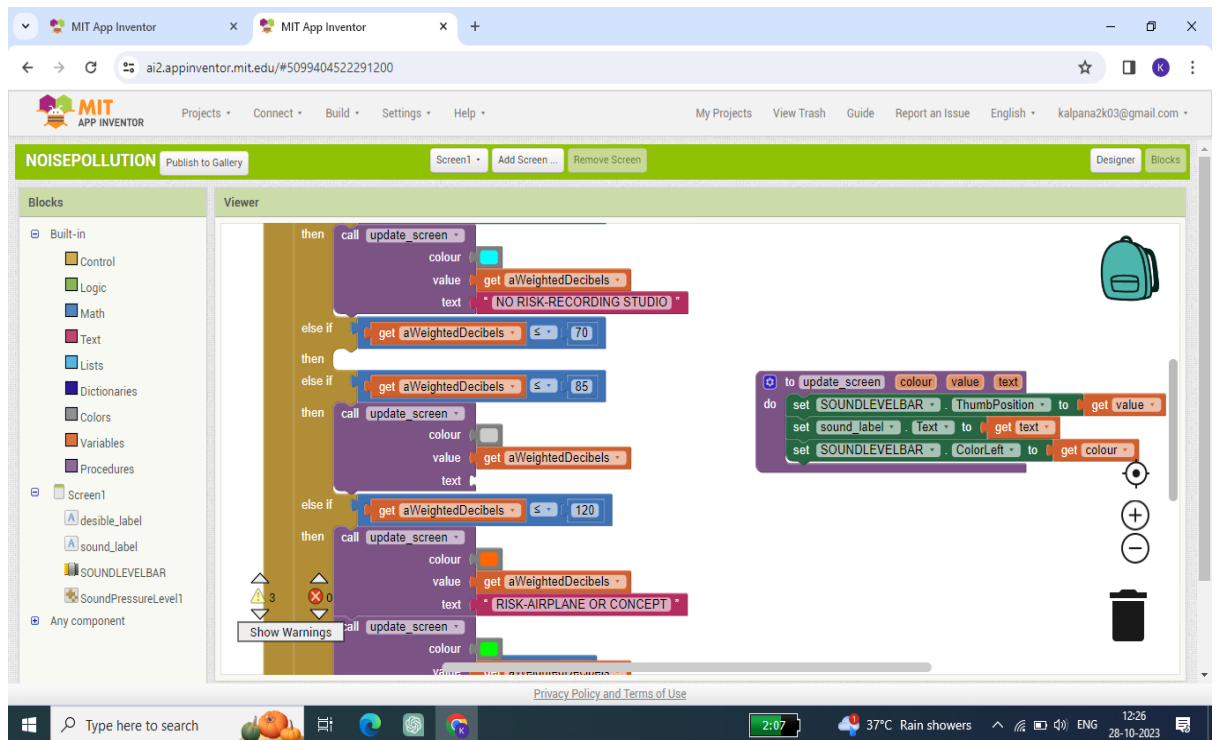 MIT App Inventor
MIT App Inventor
ai2.appinventor.mit.edu/#5099404522291200
K
MIT
APP INVENTOR
Projects
Connect
Build
Settings
Help
My Projects
View Trash
Guide
Report an Issue
English
kalpana2k03@gmail.com
NOISEPOLLUTION
Publish to Gallery
Screen1
Add Screen ...
Remove Screen
Designer
Blocks
Blocks
Viewer
Built-in
Control
Logic
Math
Text
Lists
Dictionaries
Colors
Variables
Procedures
Screen1
desible_label
sound_label
SOUNDLEVELBAR
SoundPressureLevel1
Any component
then call update_screen
colour
value get aWeightedDecibels
text " NO RISK-RECORDING STUDIO "
else if get aWeightedDecibels ≤ 70
then
else if get aWeightedDecibels ≤ 85
then call update_screen
colour
value get aWeightedDecibels
text
else if get aWeightedDecibels ≤ 120
then call update_screen
colour
value get aWeightedDecibels
text " RISK-AIRPLANE OR CONCEPT "
call update_screen
colour
value get aWeightedDecibels
to update_screen colour value text
do set SOUNDLEVELBAR . ThumbPosition to get value
set sound_label . Text to get text
set SOUNDLEVELBAR . ColorLeft to get colour
3 0
Show Warnings
Privacy Policy and Terms of Use
Type here to search
K
2:07
37°C Rain showers
ENG
12:26
28-10-2023